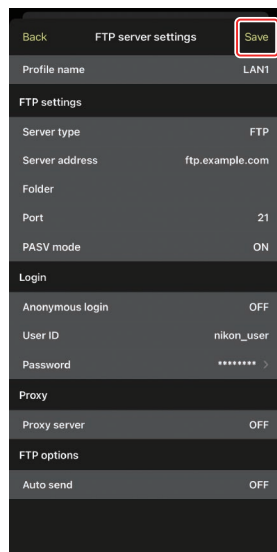 Back FTP server settings Save
Profile name LAN1
FTP settings
Server type FTP
Server address ftp.example.com
Folder
Port 21
PASV mode ON
Login
Anonymous login OFF
User ID nikon_user
Password ******** >
Proxy
Proxy server OFF
FTP options
Auto send OFF